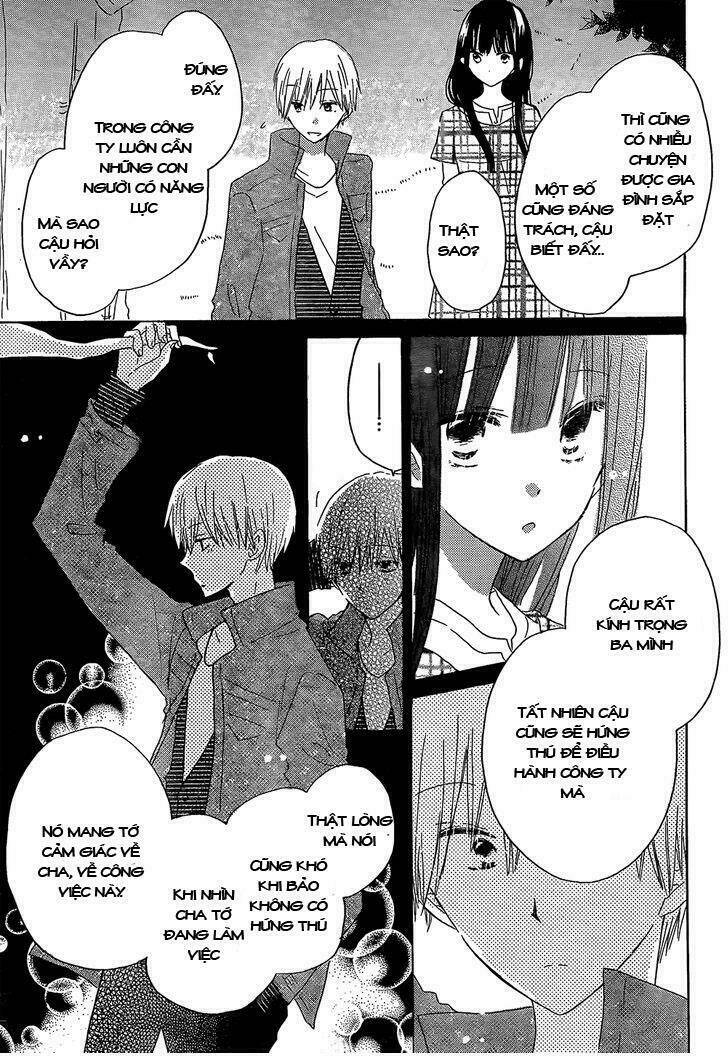 THÌ CŨNG
CÓ NHIỀU
CHUYỆN
ĐƯỢC GIA
ĐÌNH SẮP
ĐẶT
MỘT SỐ
CŨNG ĐÁNG
TRÁCH, CẬU
BIẾT ĐẤY...
THẬT
SAO?
ĐÚNG
ĐẤY.
TRONG CÔNG
TY LUÔN CẦN
NHỮNG CON
NGƯỜI CÓ NĂNG
LỰC
MÀ SAO
CẬU HỎI
VẦY?
CẬU RẤT
KÍNH TRỌNG
BA MÌNH
TẤT NHIÊN CẬU
CŨNG SẼ HỨNG
THÚ ĐỂ ĐIỀU
HÀNH CÔNG TY
MÀ
THẬT LÒNG
MÀ NÓI
CŨNG KHÓ
KHI BẢO
KHÔNG CÓ
HỨNG THÚ
KHI NHÌN
CHA TỚ
ĐANG LÀM
VIỆC
NÓ MANG TỚ
CẢM GIÁC VỀ
CHA, VỀ CÔNG
VIỆC NÀY.